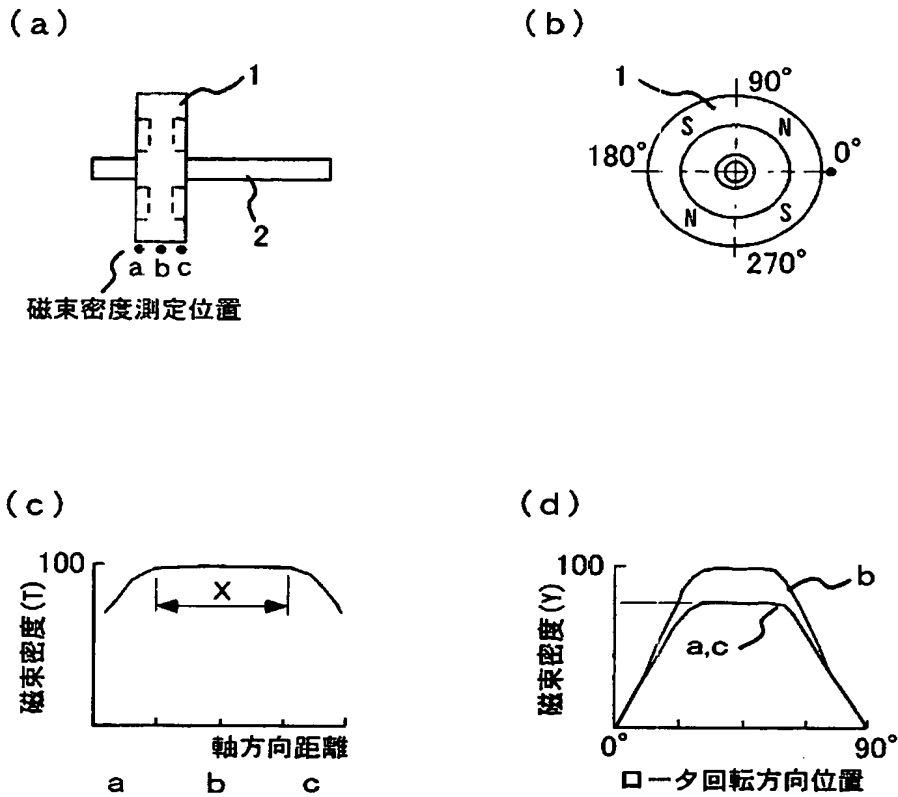 (a)
1
2
a b c
磁束密度測定位置
(b)
1
90°
S N
180° 0°
N S
270°
(c)
100
X
磁束密度(T)
軸方向距離
a b c
(d)
100
b
a,c
磁束密度(Y)
0° 90°
ロータ回転方向位置